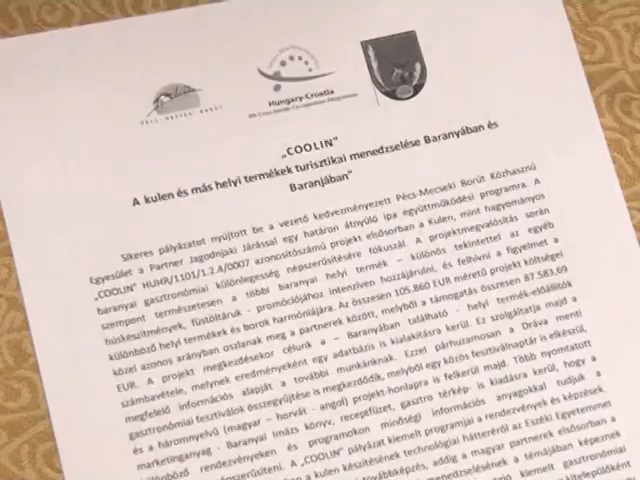 PÉCS-MECSEKI BORÚT
Hungary-Croatia
IPA Cross-border Co-operation Programme
„COOLIN"
A kulen és más helyi termékek turisztikai menedzselése Baranyában és
Baranjában"
Sikeres pályázatot nyújtott be a vezető kedvezményezett Pécs-Mecseki Borút Közhasznú
Egyesület a Partner Jagodnjaki Járással egy határon átnyúló ipa együttműködési programra. A
„COOLIN" HUHR/1101/1.2.4/0007 azonosítószámú projekt elsősorban a Kulen, mint hagyományos
baranyai gasztronómiai különlegesség népszerűsítésére fókuszál. A projektmegvalósítás során
szempont természetesen a többi baranyai helyi termék – különös tekintettel az egyéb
húskészítmények, füstöltáruk - promóciójához intenzíven hozzájárulni, és felhívni a figyelmet a
különböző helyi termékek és borok harmóniájára. Az összesen 105.860 EUR méretű projekt költségei
közel azonos arányban oszlanak meg a partnerek között, melyből a támogatás összesen 87.583,69
EUR. A projekt megkezdésekor célunk a – Baranyában található - helyi termék-előállítók
számbavétele, melynek eredményeként egy adatbázis is kialakításra kerül. Ez szolgáltatja majd a
megfelelő információs alapját a további munkánknak. Ezzel párhuzamosan a Dráva menti
gasztronómiai fesztiválok összegyűjtése is megkezdődik, melyből egy közös fesztiválnaptár is elkészül,
és a háromnyelvű (magyar – horvát - angol) projekt-honlapra is felkerül majd. Több nyomtatott
marketinganyag - Baranyai Imázs könyv, receptfüzet, gasztro térkép- is kiadásra kerül, hogy a
különböző rendezvényeken és programokon minőségi információs anyagokkal tudjuk a
népszerűsíteni. A „COOLIN" pályázat kiemelt programjai a rendezvények és képzések
a kulen készítésének technológiai hátteréről az Eszéki Egyetemmel
továbbképzés, addig a magyar partnerek elsősorban a
menedzselésének a témájában képeznek
kiemelt gasztronómiai
kitelepülőként